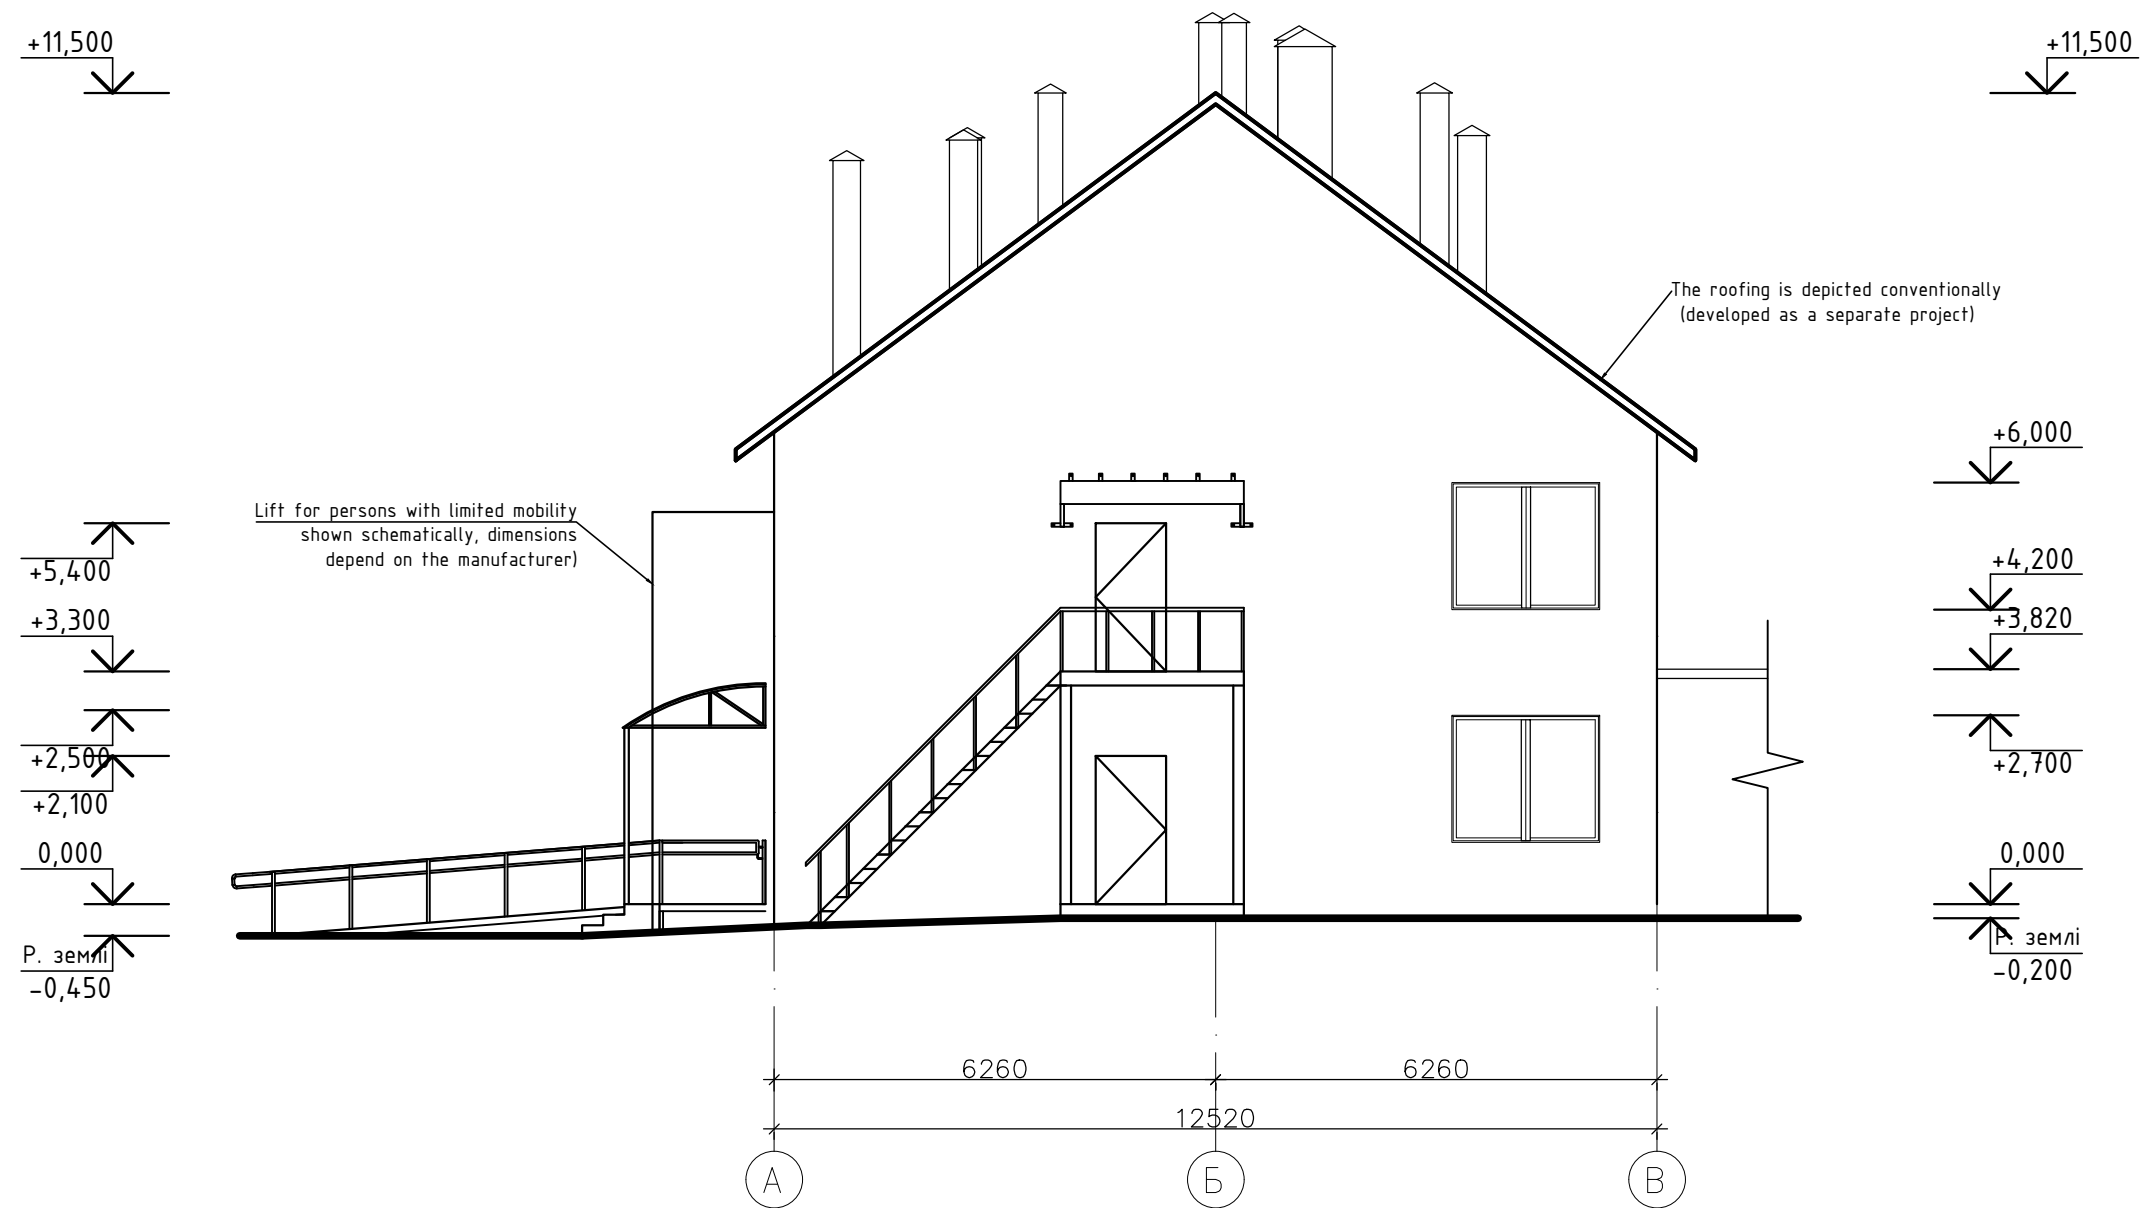 +11,500
+11,500
The roofing is depicted conventionally
(developed as a separate project)
+6,000
Lift for persons with limited mobility
shown schematically, dimensions
depend on the manufacturer)
+5,400
+4,200
+3,300
+3,820
+2,500
+2,700
+2,100
0,000
0,000
Р. землі
-0,450
Р. землі
-0,200
6260
6260
12520
А
Б
В